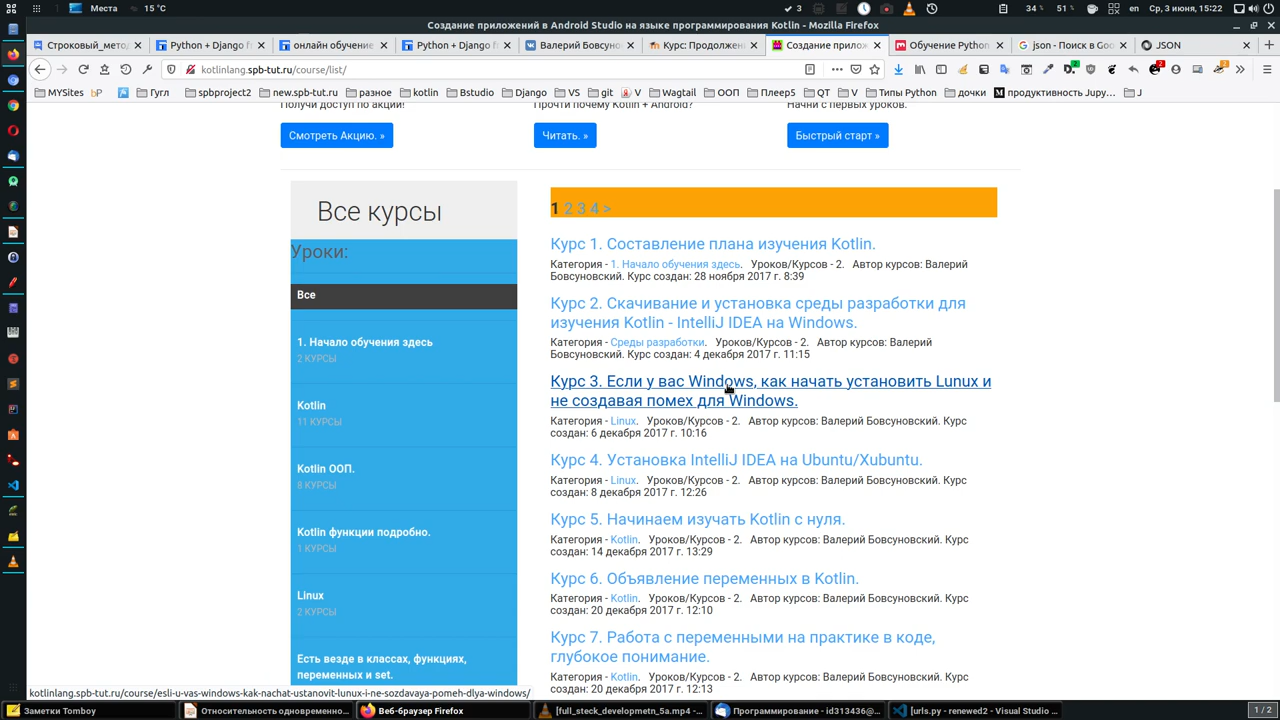 Места 15 °C 3 34 % 51 % en Ср, 3 июня, 15:22
Создание приложений в Android Studio на языке программирования Kotlin - Mozilla Firefox
Python + Django f
онлайн обучение
Python + Django f
Валерий Бовсуно
Курс: Продолжен
Создание прилож
Обучение Python
json - Поиск в Goo
JSON
kotlinlang.spb-tut.ru/course/list/
MYSites
Гугл
spbproject2
new.spb-tut.ru
разное
kotlin
Bstudio
Django
VS
git
V
Wagtail
ООП
Плеер5
QT
V
Типы Python
дочки
продуктивность Jupy…
J
Получи доступ по акции!
Прочти почему Kotlin + Android?
Начни с первых уроков.
Смотреть Акцию. »
Читать. »
Быстрый старт »
Все курсы
Уроки:
Все
1. Начало обучения здесь
2 КУРСЫ
Kotlin
11 КУРСЫ
Kotlin ООП.
8 КУРСЫ
Kotlin функции подробно.
1 КУРСЫ
Linux
2 КУРСЫ
Есть везде в классах, функциях,
переменных и set.
1 2 3 4 >
Курс 1. Составление плана изучения Kotlin.
Категория - 1. Начало обучения здесь. Уроков/Курсов - 2. Автор курсов: Валерий
Бовсуновский. Курс создан: 28 ноября 2017 г. 8:39
Курс 2. Скачивание и установка среды разработки для
изучения Kotlin - IntelliJ IDEA на Windows.
Категория - Среды разработки. Уроков/Курсов - 2. Автор курсов: Валерий
Бовсуновский. Курс создан: 4 декабря 2017 г. 11:15
Курс 3. Если у вас Windows, как начать установить Lunux и
не создавая помех для Windows.
Категория - Linux. Уроков/Курсов - 2. Автор курсов: Валерий Бовсуновский. Курс
создан: 6 декабря 2017 г. 10:16
Курс 4. Установка IntelliJ IDEA на Ubuntu/Xubuntu.
Категория - Linux. Уроков/Курсов - 2. Автор курсов: Валерий Бовсуновский. Курс
создан: 8 декабря 2017 г. 12:26
Курс 5. Начинаем изучать Kotlin с нуля.
Категория - Kotlin. Уроков/Курсов - 2. Автор курсов: Валерий Бовсуновский. Курс
создан: 14 декабря 2017 г. 13:29
Курс 6. Объявление переменных в Kotlin.
Категория - Kotlin. Уроков/Курсов - 2. Автор курсов: Валерий Бовсуновский. Курс
создан: 20 декабря 2017 г. 12:10
Курс 7. Работа с переменными на практике в коде,
глубокое понимание.
Категория - Kotlin. Уроков/Курсов - 2. Автор курсов: Валерий Бовсуновский. Курс
создан: 20 декабря 2017 г. 12:13
kotlinlang.spb-tut.ru/course/esli-u-vas-windows-kak-nachat-ustanovit-lunux-i-ne-sozdavaya-pomeh-dlya-windows/
Заметки Tomboy
Относительность одновременно...
Веб-браузер Firefox
[full_steck_developmetn_5a.mp4 -...
Программирование - id313436@...
[urls.py - renewed2 - Visual Studio ...
1 / 2